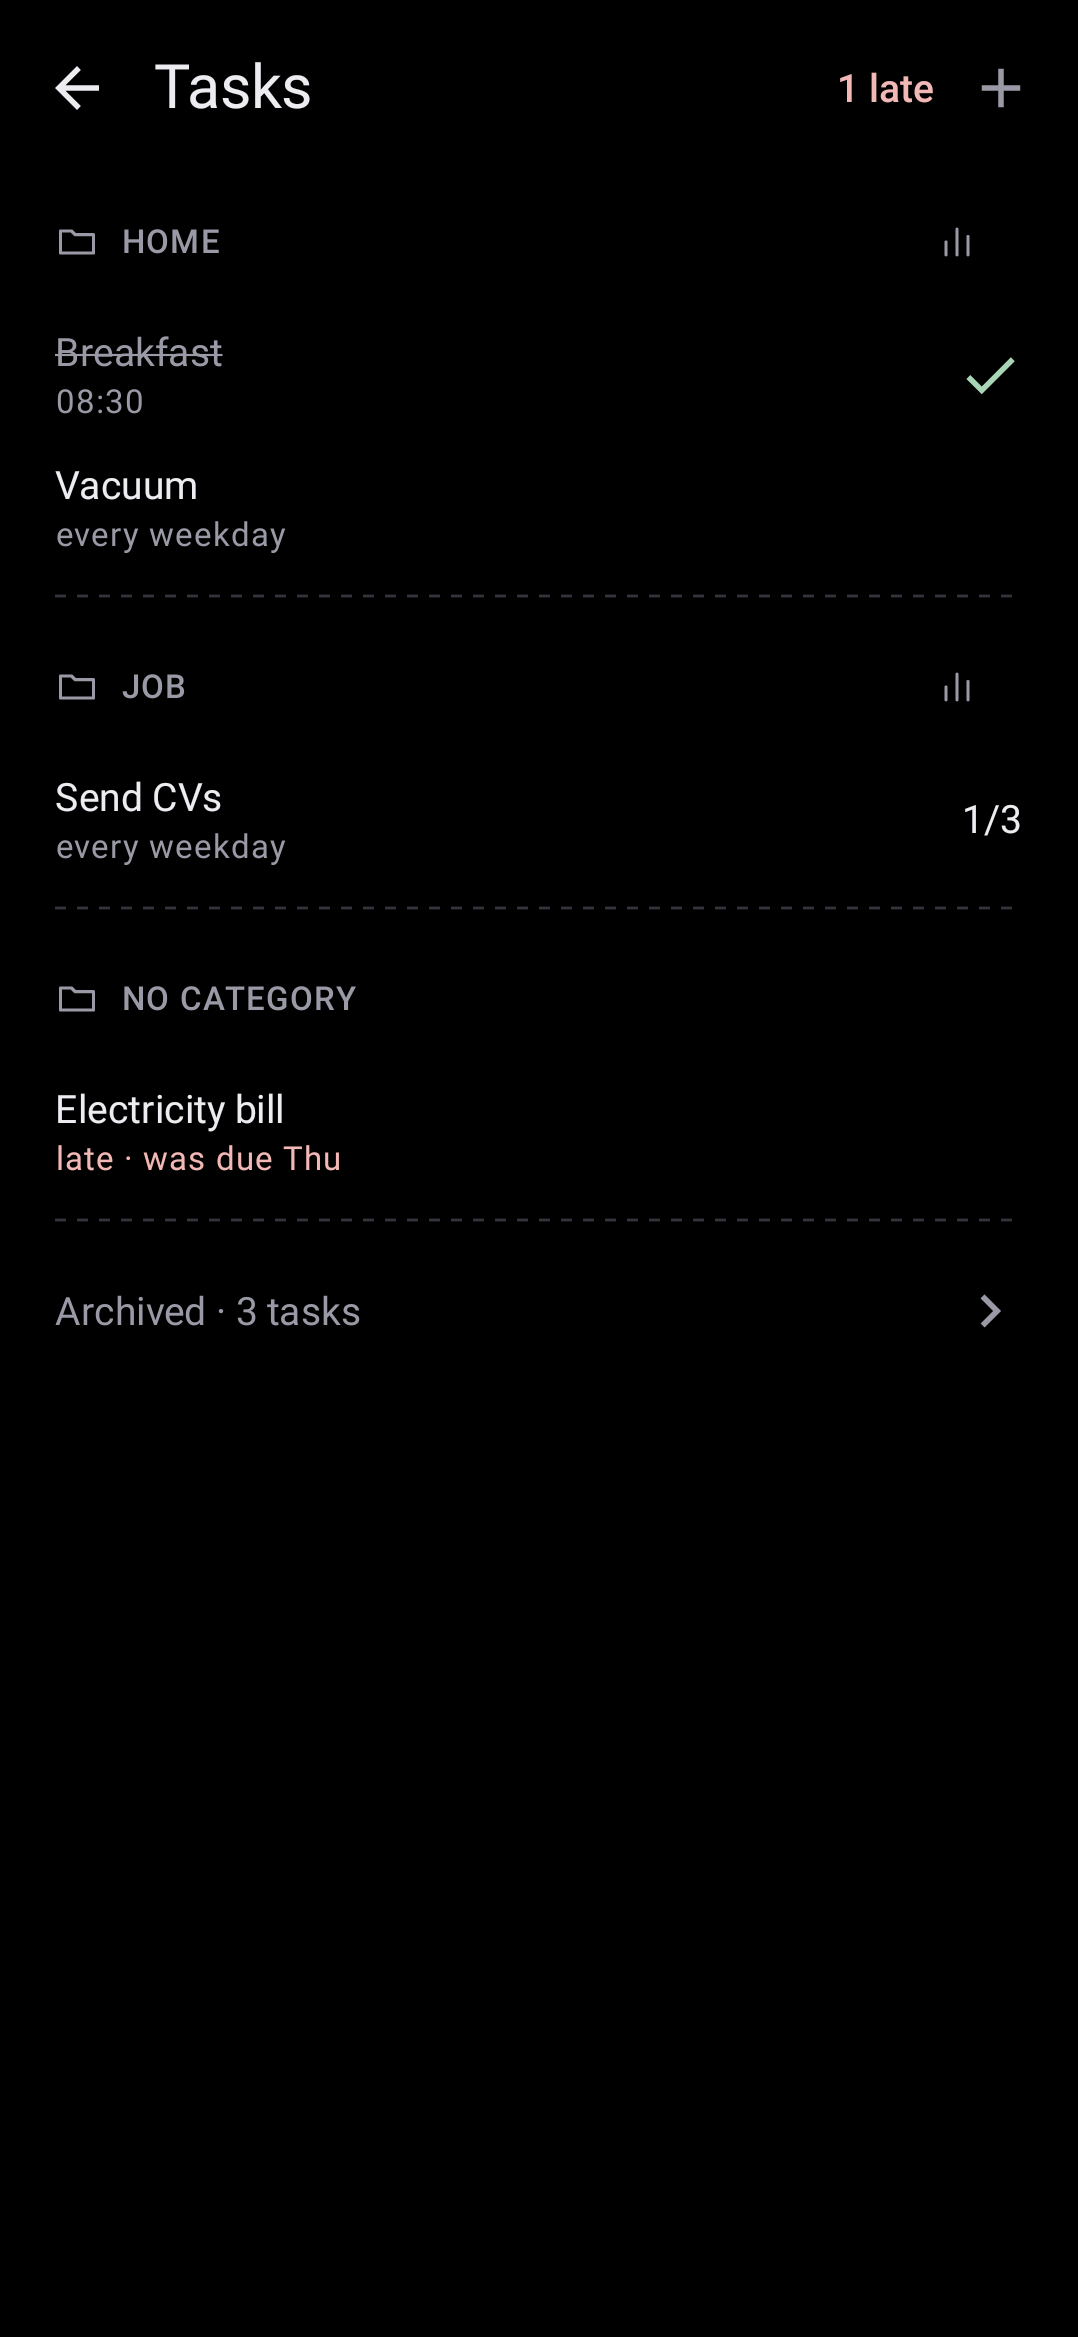 Tasks
1 late
HOME
Breakfast
08:30
Vacuum
every weekday
JOB
Send CVs
1/3
every weekday
NO CATEGORY
Electricity bill
late · was due Thu
Archived · 3 tasks